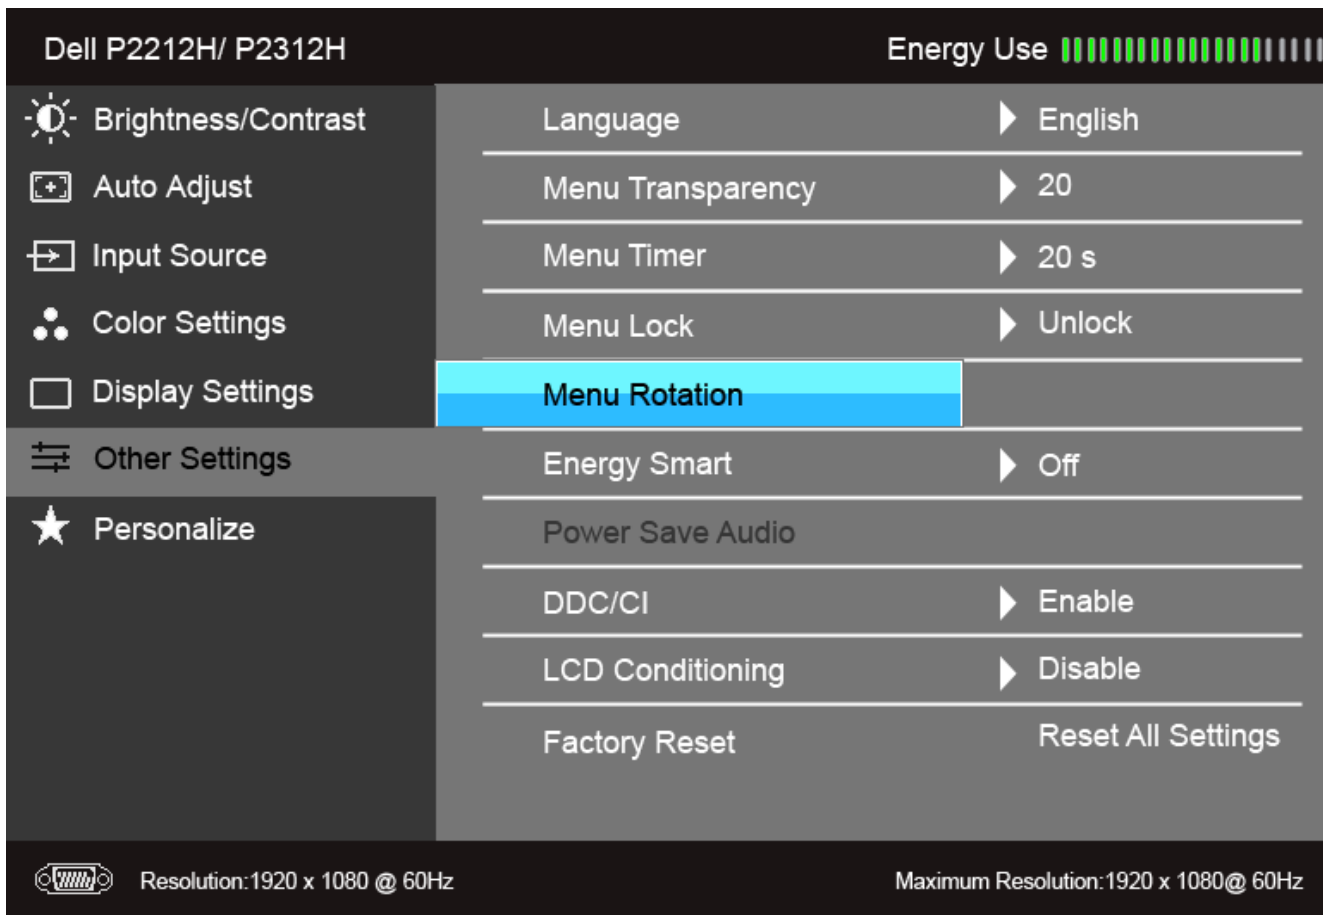 Dell P2212H/ P2312H
Energy Use
Brightness/Contrast
Auto Adjust
Input Source
Color Settings
Display Settings
Other Settings
Personalize
Language English
Menu Transparency 20
Menu Timer 20 s
Menu Lock Unlock
Menu Rotation
Energy Smart Off
Power Save Audio
DDC/CI Enable
LCD Conditioning Disable
Factory Reset Reset All Settings
Resolution:1920 x 1080 @ 60Hz
Maximum Resolution:1920 x 1080@ 60Hz